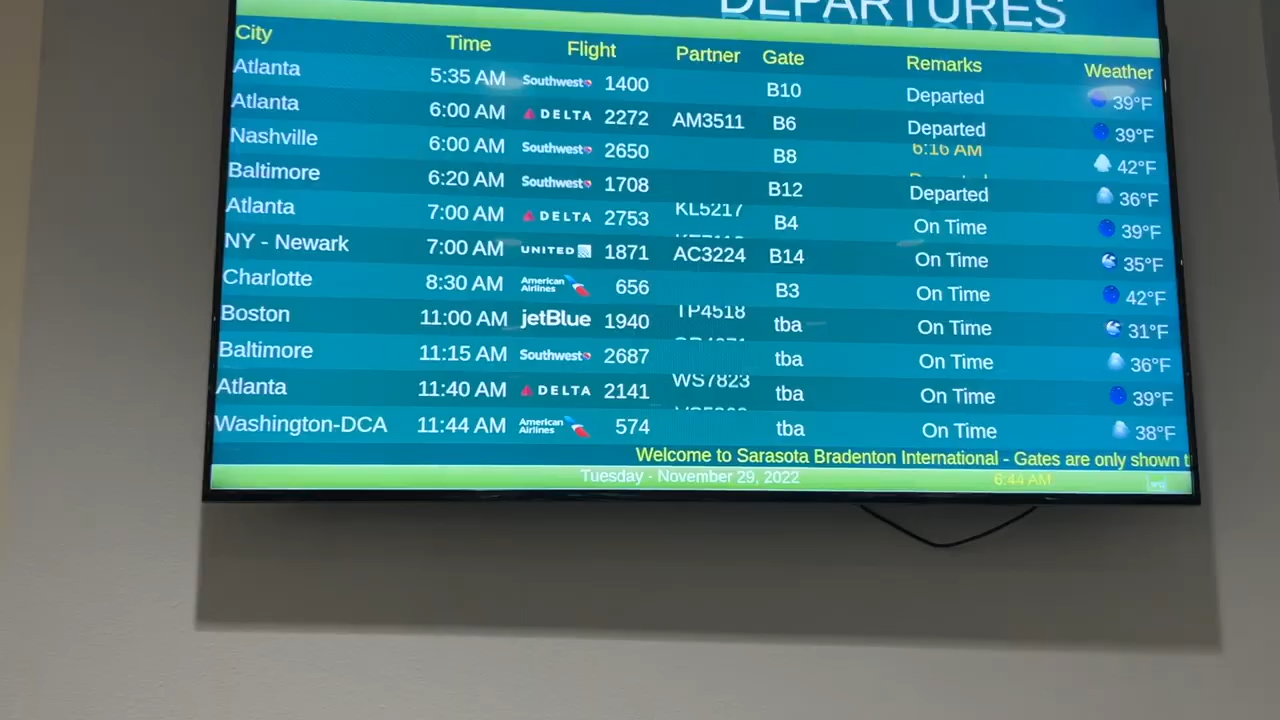 DEPARTURES
City Time Flight Partner Gate Remarks Weather
Atlanta 5:35 AM Southwest 1400 B10 Departed 39°F
Atlanta 6:00 AM DELTA 2272 AM3511 B6 Departed 39°F
Nashville 6:00 AM Southwest 2650 B8 6:16 AM 42°F
Baltimore 6:20 AM Southwest 1708 B12 Departed 36°F
Atlanta 7:00 AM DELTA 2753 KL5217 B4 On Time 39°F
NY - Newark 7:00 AM UNITED 1871 AC3224 B14 On Time 35°F
Charlotte 8:30 AM American Airlines 656 B3 On Time 42°F
Boston 11:00 AM jetBlue 1940 TP4518 tba On Time 31°F
Baltimore 11:15 AM Southwest 2687 tba On Time 36°F
Atlanta 11:40 AM DELTA 2141 WS7823 tba On Time 39°F
Washington-DCA 11:44 AM American Airlines 574 tba On Time 38°F
Welcome to Sarasota Bradenton International - Gates are only shown
Tuesday - November 29, 2022 6:44 AM